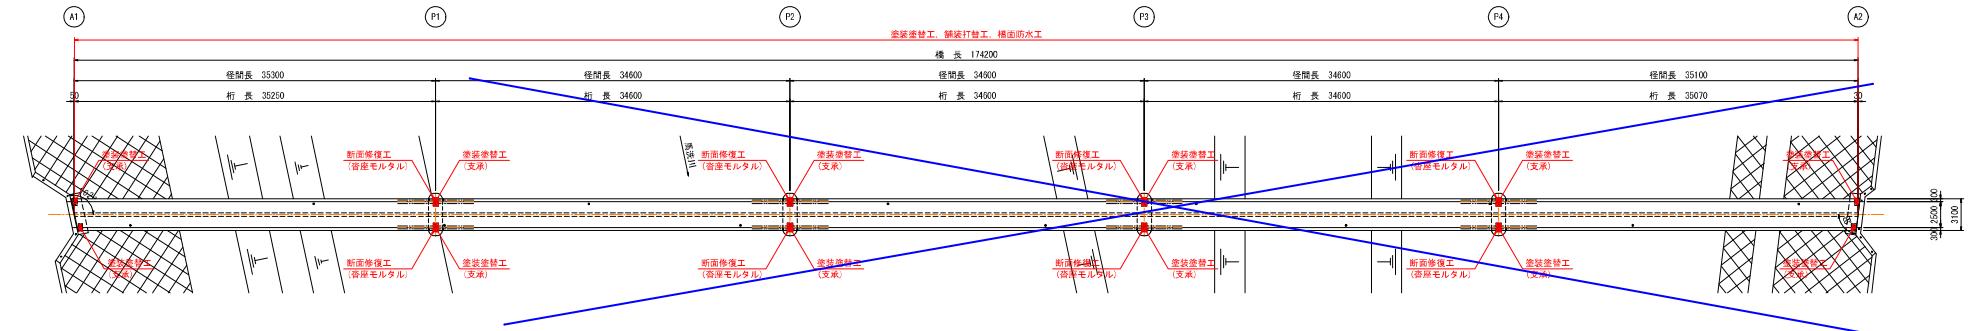 A1 P1 P2 P3 P4 A2
塗装塗替工、舗装打替工、橋面防水工
橋 長 174200
径間長 35300 径間長 34600 径間長 34600 径間長 34600 径間長 35100
50 桁 長 35250 桁 長 34600 桁 長 34600 桁 長 34600 桁 長 35070 30
馬洗川
塗装塗替工 断面修復工 塗装塗替工 断面修復工 塗装塗替工 断面修復工 塗装塗替工 断面修復工 塗装塗替工 塗装塗替工
(支承) (沓座モルタル) (支承) (沓座モルタル) (支承) (沓座モルタル) (支承) (沓座モルタル) (支承) (支承)
300 2500 300 3100
塗装塗替工 断面修復工 塗装塗替工 断面修復工 塗装塗替工 断面修復工 塗装塗替工 断面修復工 塗装塗替工 塗装塗替工
(支承) (沓座モルタル) (支承) (沓座モルタル) (支承) (沓座モルタル) (支承) (沓座モルタル) (支承) (支承)